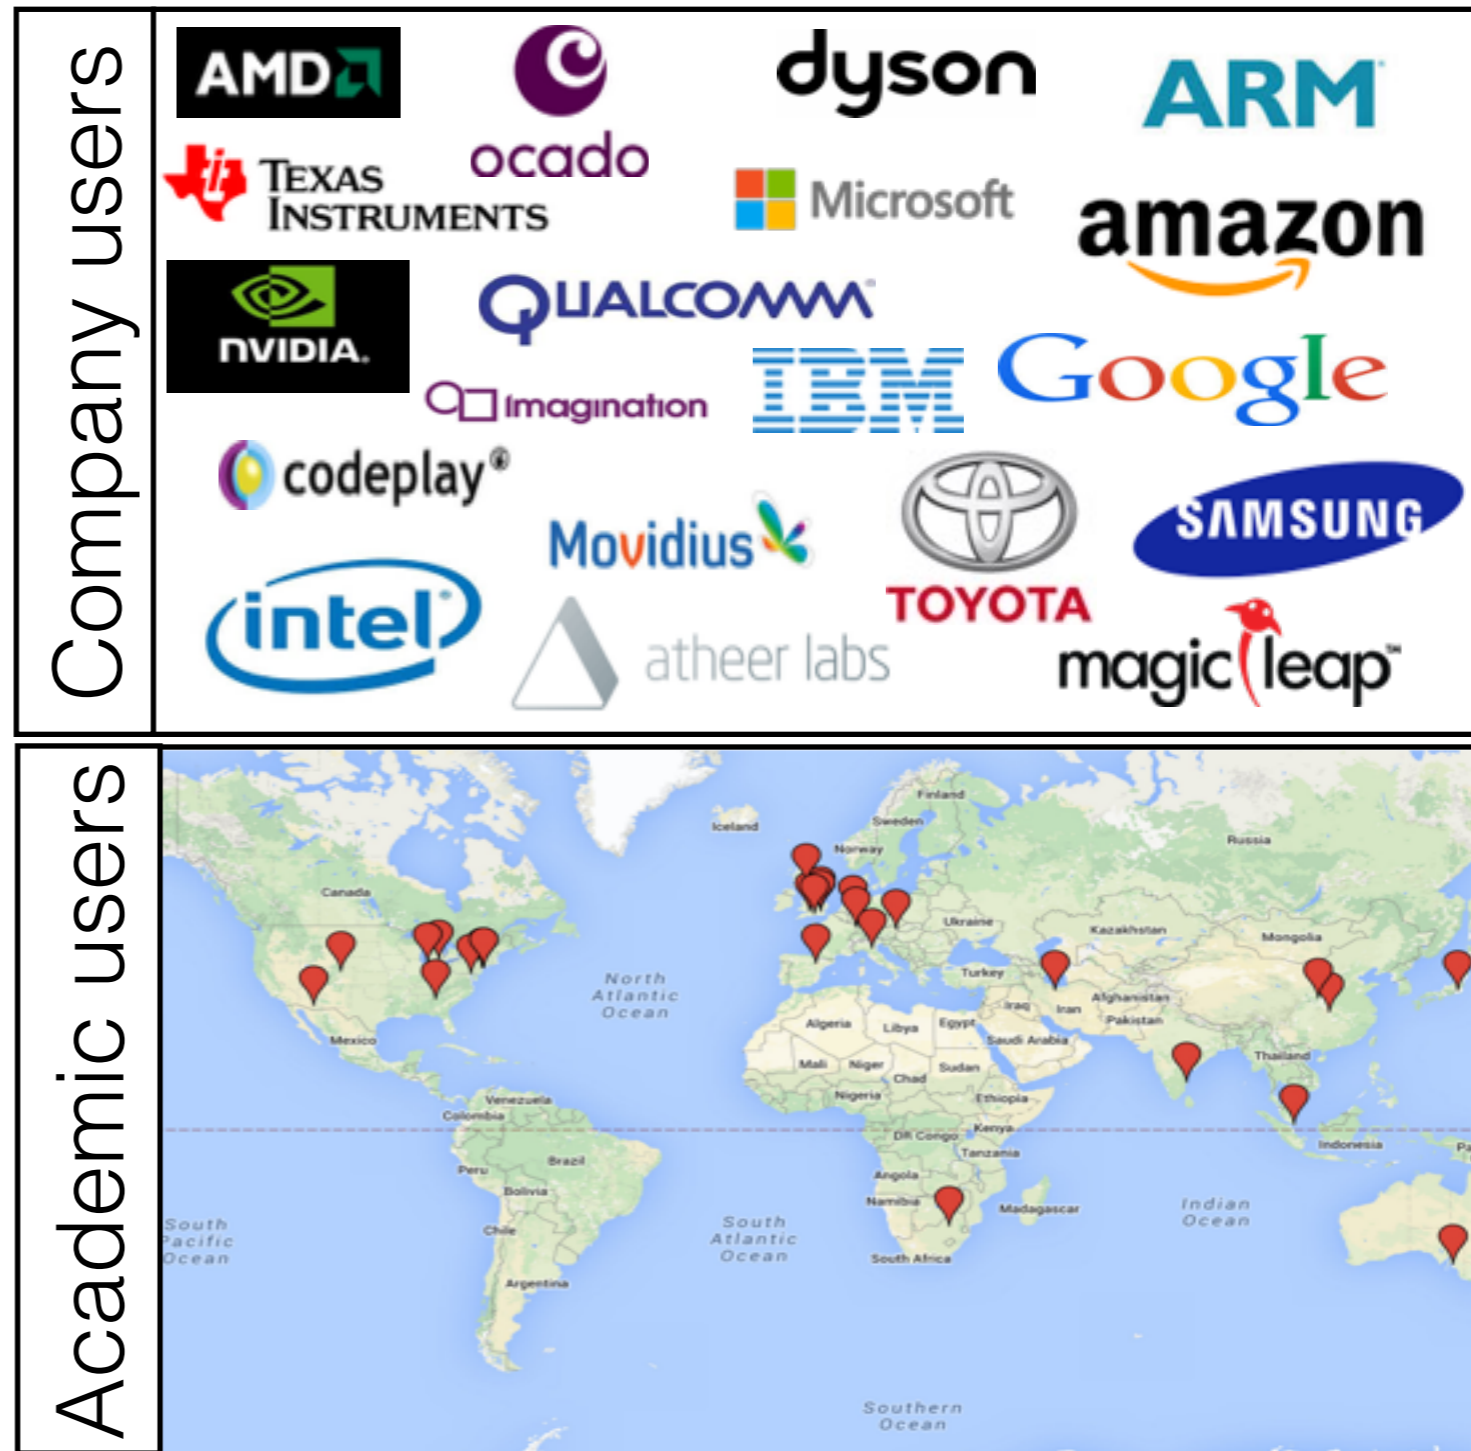 Company users
AMD
ocado
dyson
ARM
TEXAS
INSTRUMENTS
Microsoft
amazon
NVIDIA.
QUALCOMM
Imagination
IBM
Google
codeplay®
Movidius
TOYOTA
SAMSUNG
intel
atheer labs
magic leap™
Academic users
Finland
Iceland
Sweden
Norway
Russia
Canada
Ukraine
Kazakhstan
Mongolia
North
Atlantic
Ocean
Turkey
Iraq
Iran
Afghanistan
Pakistan
Mexico
Algeria
Libya
Egypt
Saudi Arabia
Thailand
Mali
Niger
Chad
Sudan
Nigeria
Ethiopia
Venezuela
Colombia
DR Congo
Kenya
Tanzania
Indonesia
Pa
Peru
Brazil
Bolivia
Angola
Namibia
Madagascar
Indian
Ocean
Chile
South
Pacific
Ocean
South
Atlantic
Ocean
South Africa
Argentina
Southern
Ocean